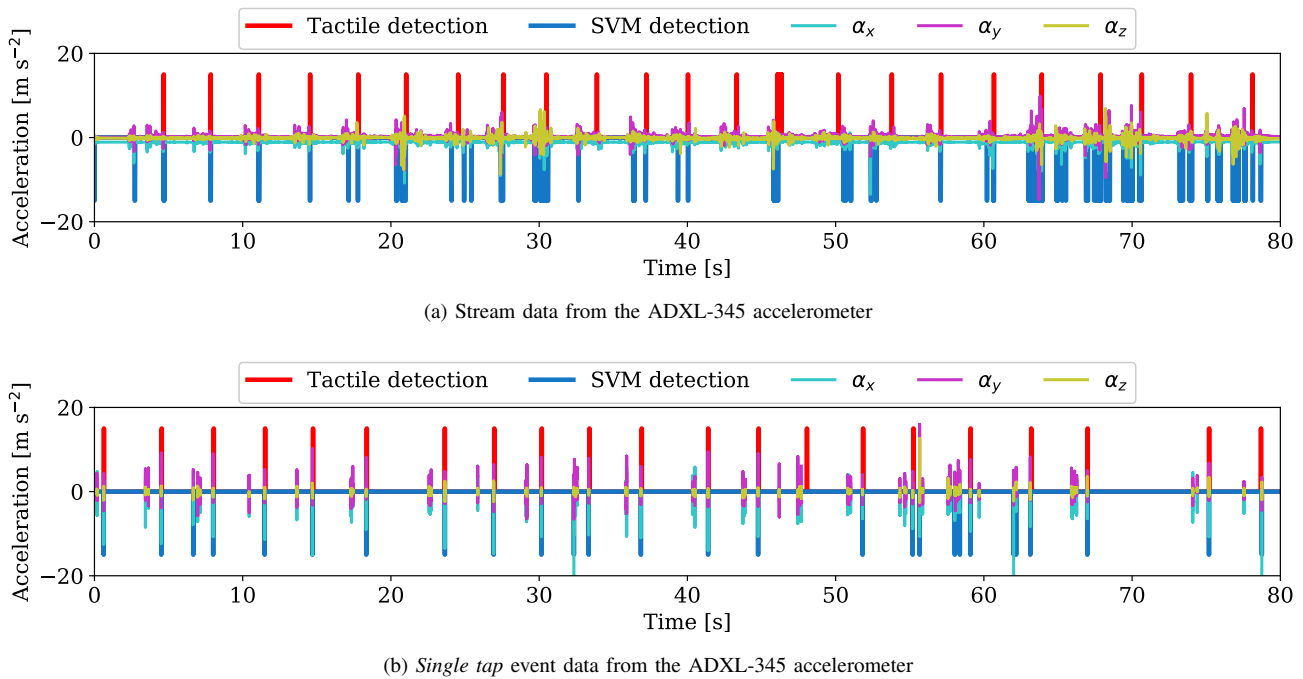 Tactile detection SVM detection αx αy αz
Acceleration [m s−2]
20
0
−20
0 10 20 30 40 50 60 70 80
Time [s]
(a) Stream data from the ADXL-345 accelerometer
Tactile detection SVM detection αx αy αz
Acceleration [m s−2]
20
0
−20
0 10 20 30 40 50 60 70 80
Time [s]
(b) Single tap event data from the ADXL-345 accelerometer